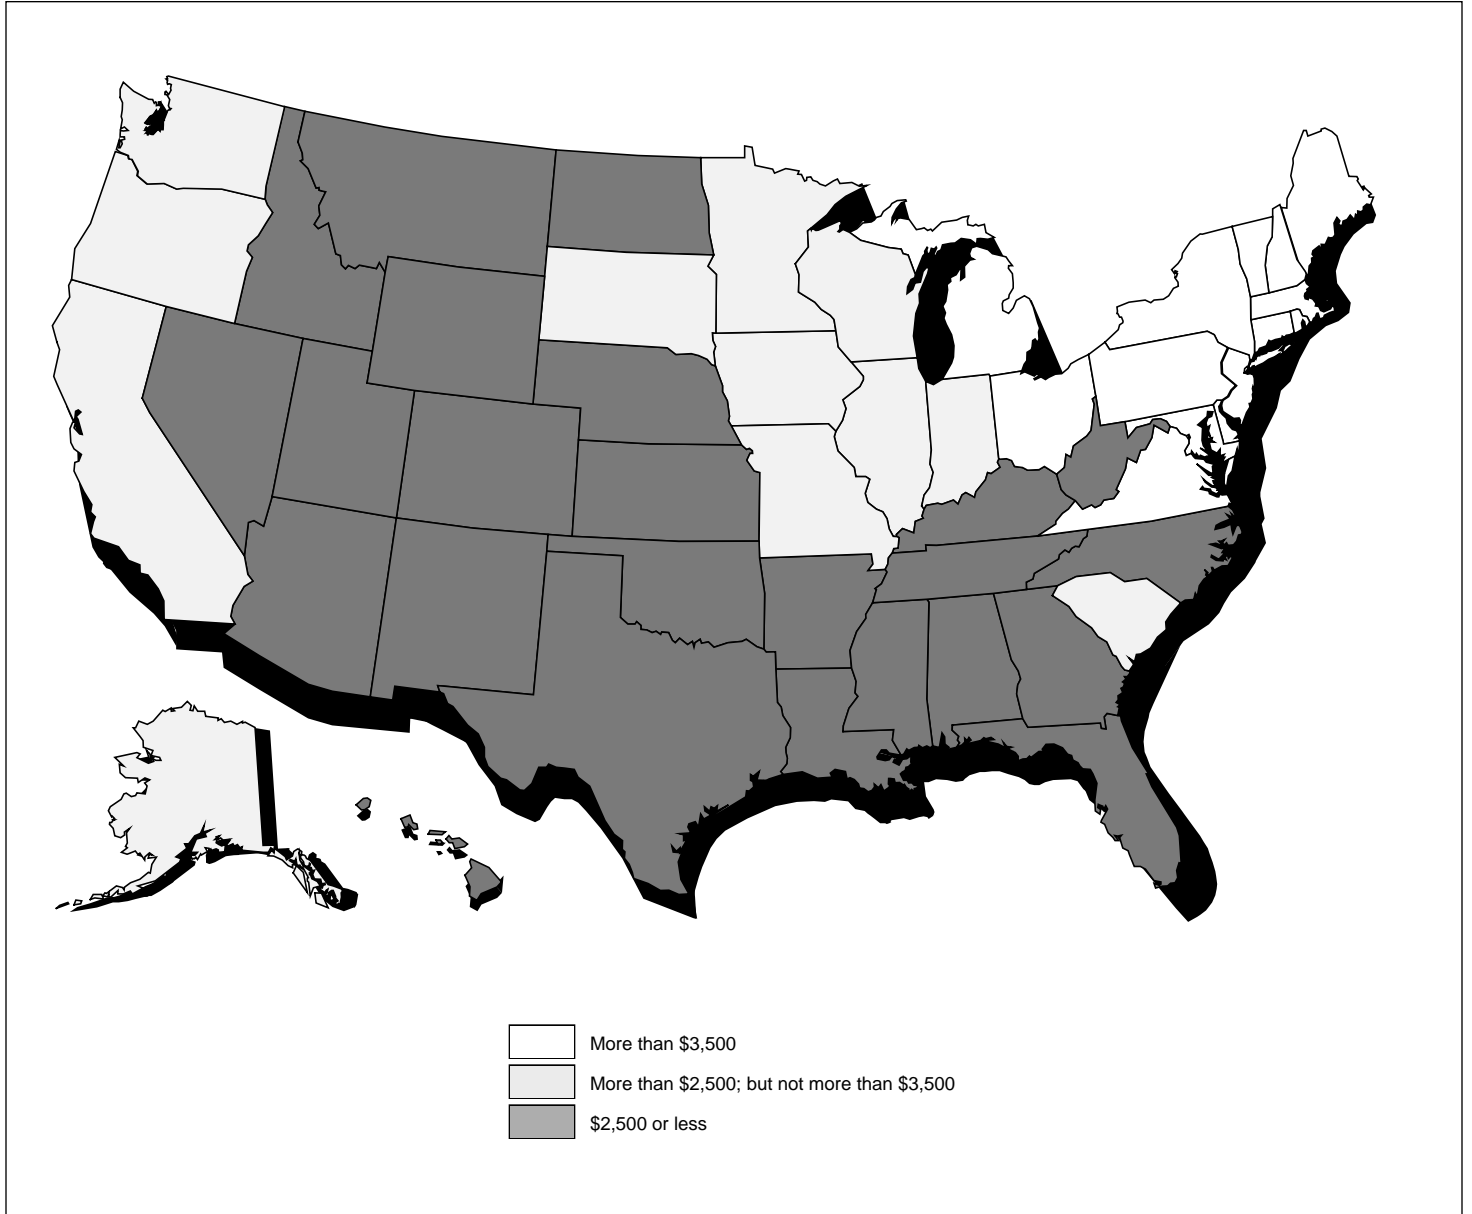 More than $3,500
More than $2,500; but not more than $3,500
$2,500 or less